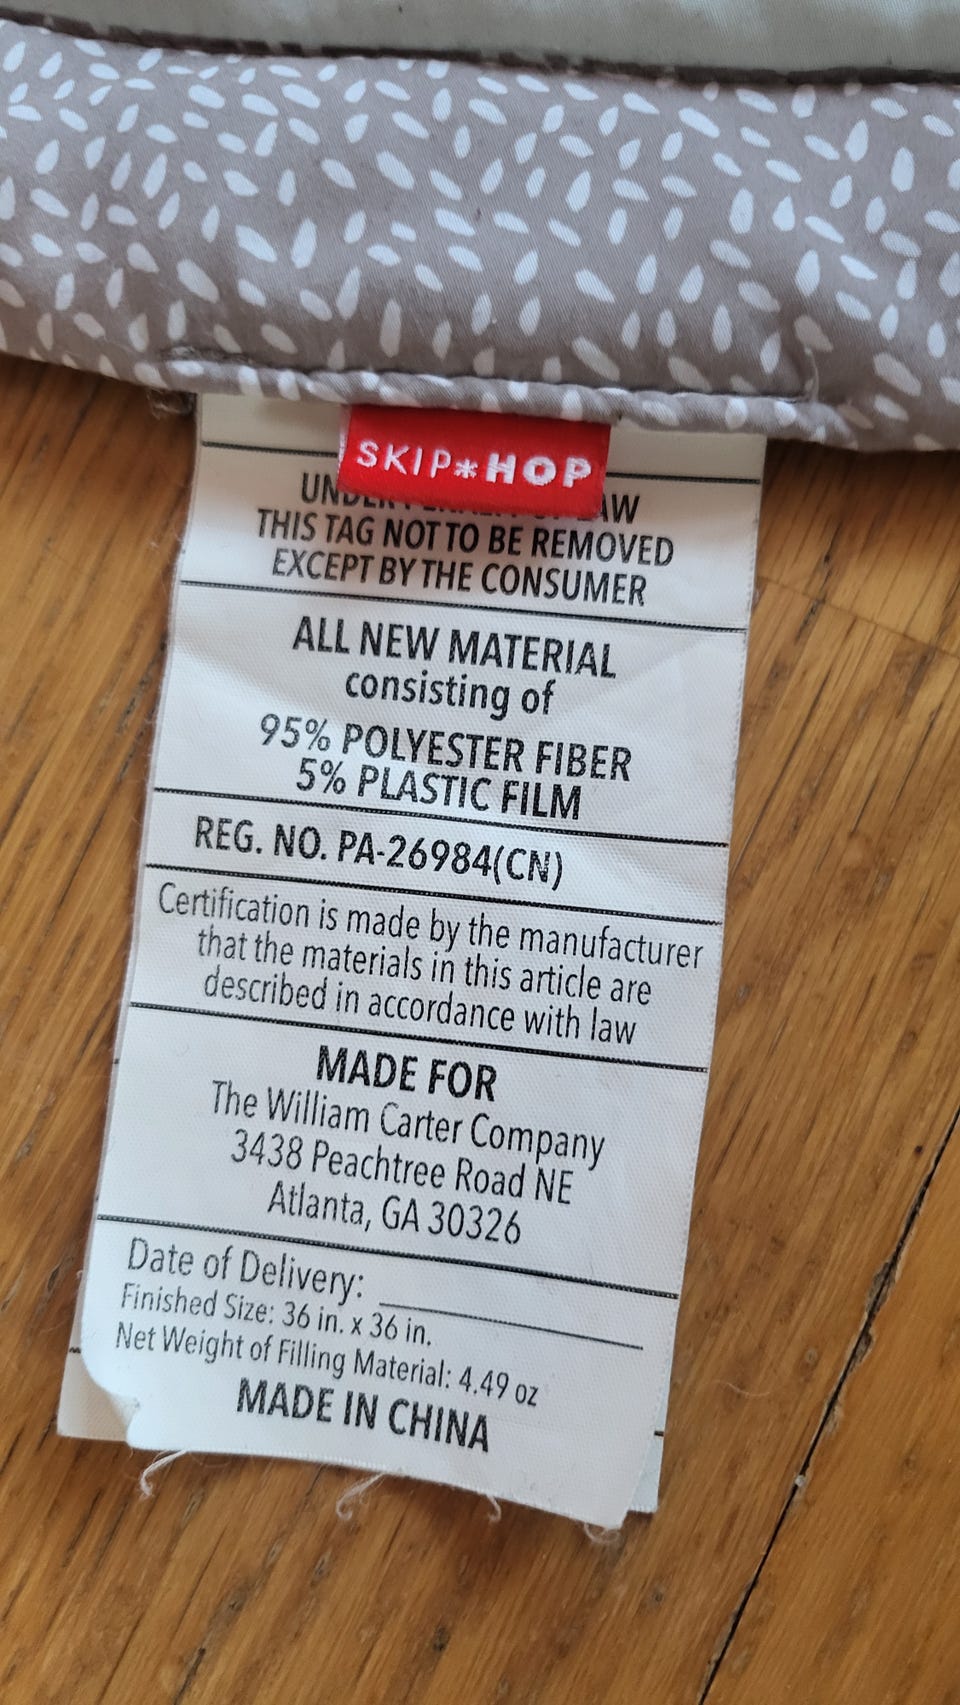 SKIP*HOP
UNDER LAW
THIS TAG NOT TO BE REMOVED
EXCEPT BY THE CONSUMER
ALL NEW MATERIAL
consisting of
95% POLYESTER FIBER
5% PLASTIC FILM
REG. NO. PA-26984(CN)
Certification is made by the manufacturer
that the materials in this article are
described in accordance with law
MADE FOR
The William Carter Company
3438 Peachtree Road NE
Atlanta, GA 30326
Date of Delivery:
Finished Size: 36 in. x 36 in.
Net Weight of Filling Material: 4.49 oz
MADE IN CHINA